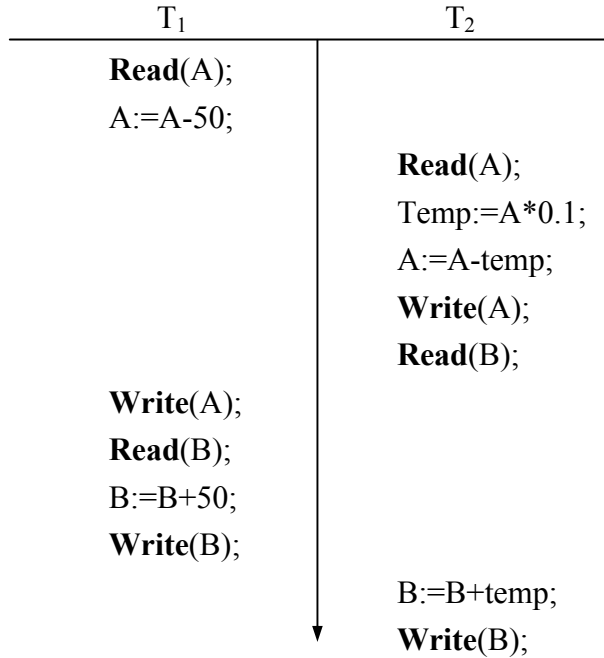 T₁ T₂
Read(A);
A:=A-50;
Read(A);
Temp:=A*0.1;
A:=A-temp;
Write(A);
Read(B);
Write(A);
Read(B);
B:=B+50;
Write(B);
B:=B+temp;
Write(B);